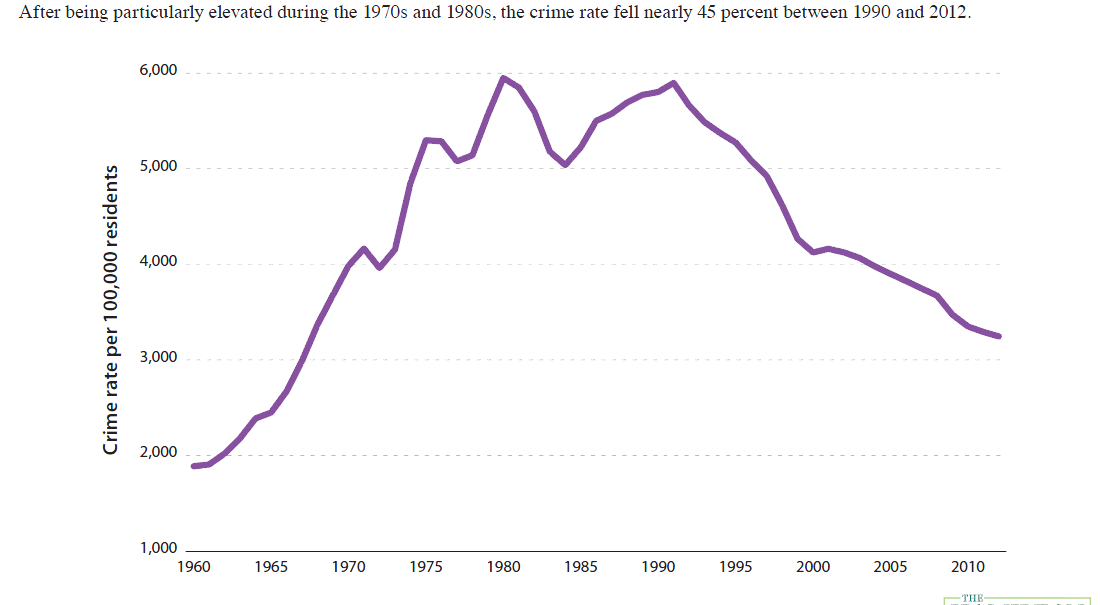 After being particularly elevated during the 1970s and 1980s, the crime rate fell nearly 45 percent between 1990 and 2012.
6,000
5,000
4,000
3,000
2,000
1,000
Crime rate per 100,000 residents
1960 1965 1970 1975 1980 1985 1990 1995 2000 2005 2010
THE